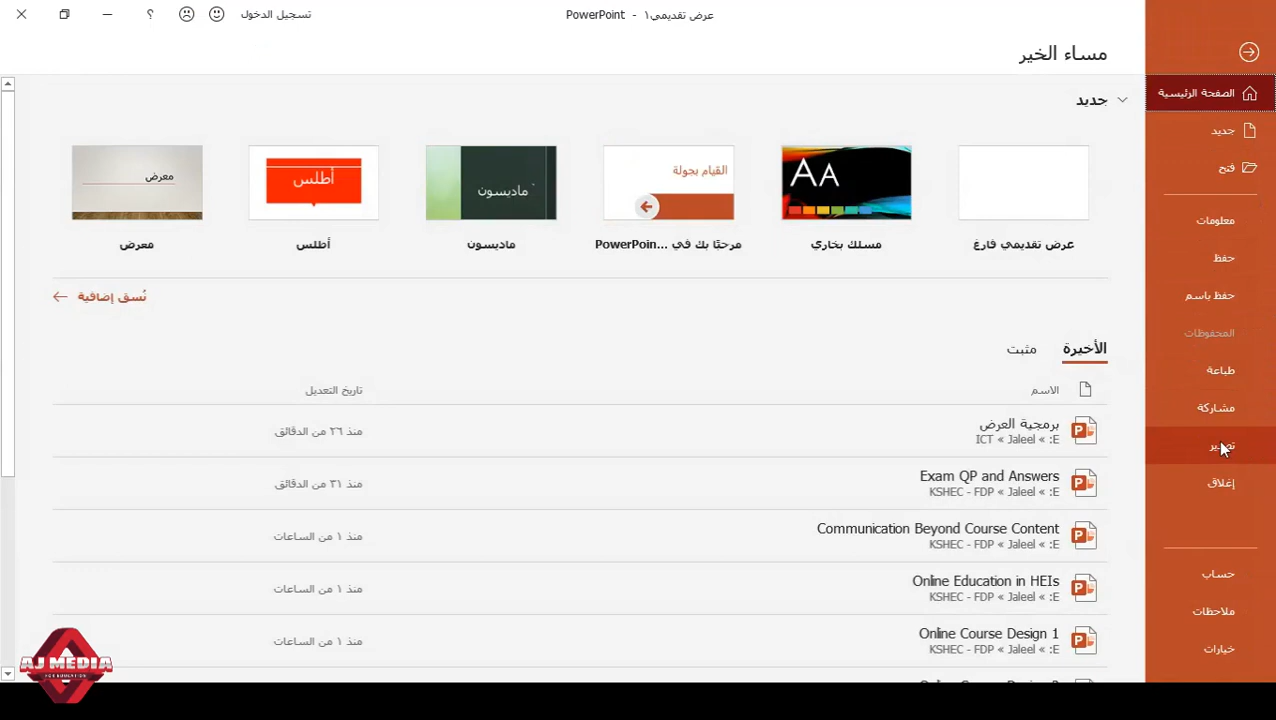 عرض تقديمي١ - PowerPoint
تسجيل الدخول
?
مساء الخير
الصفحة الرئيسية
جديد
فتح
معلومات
حفظ
حفظ باسم
المحفوظات
طباعة
مشاركة
تصدير
إغلاق
حساب
ملاحظات
خيارات
جديد
AA
القيام بجولة
ماديسون
أطلس
معرض
عرض تقديمي فارغ
مسلك بخاري
مرحبًا بك في PowerPoin...
ماديسون
أطلس
معرض
نُسق إضافية
الأخيرة
مثبت
الاسم
تاريخ التعديل
برمجية العرض
E: » Jaleel » ICT
منذ ٢٦ من الدقائق
Exam QP and Answers
E: » Jaleel » KSHEC - FDP
منذ ٣١ من الدقائق
Communication Beyond Course Content
E: » Jaleel » KSHEC - FDP
منذ ١ من الساعات
Online Education in HEIs
E: » Jaleel » KSHEC - FDP
منذ ١ من الساعات
Online Course Design 1
E: » Jaleel » KSHEC - FDP
منذ ١ من الساعات
AJ MEDIA
FOR EDUCATION